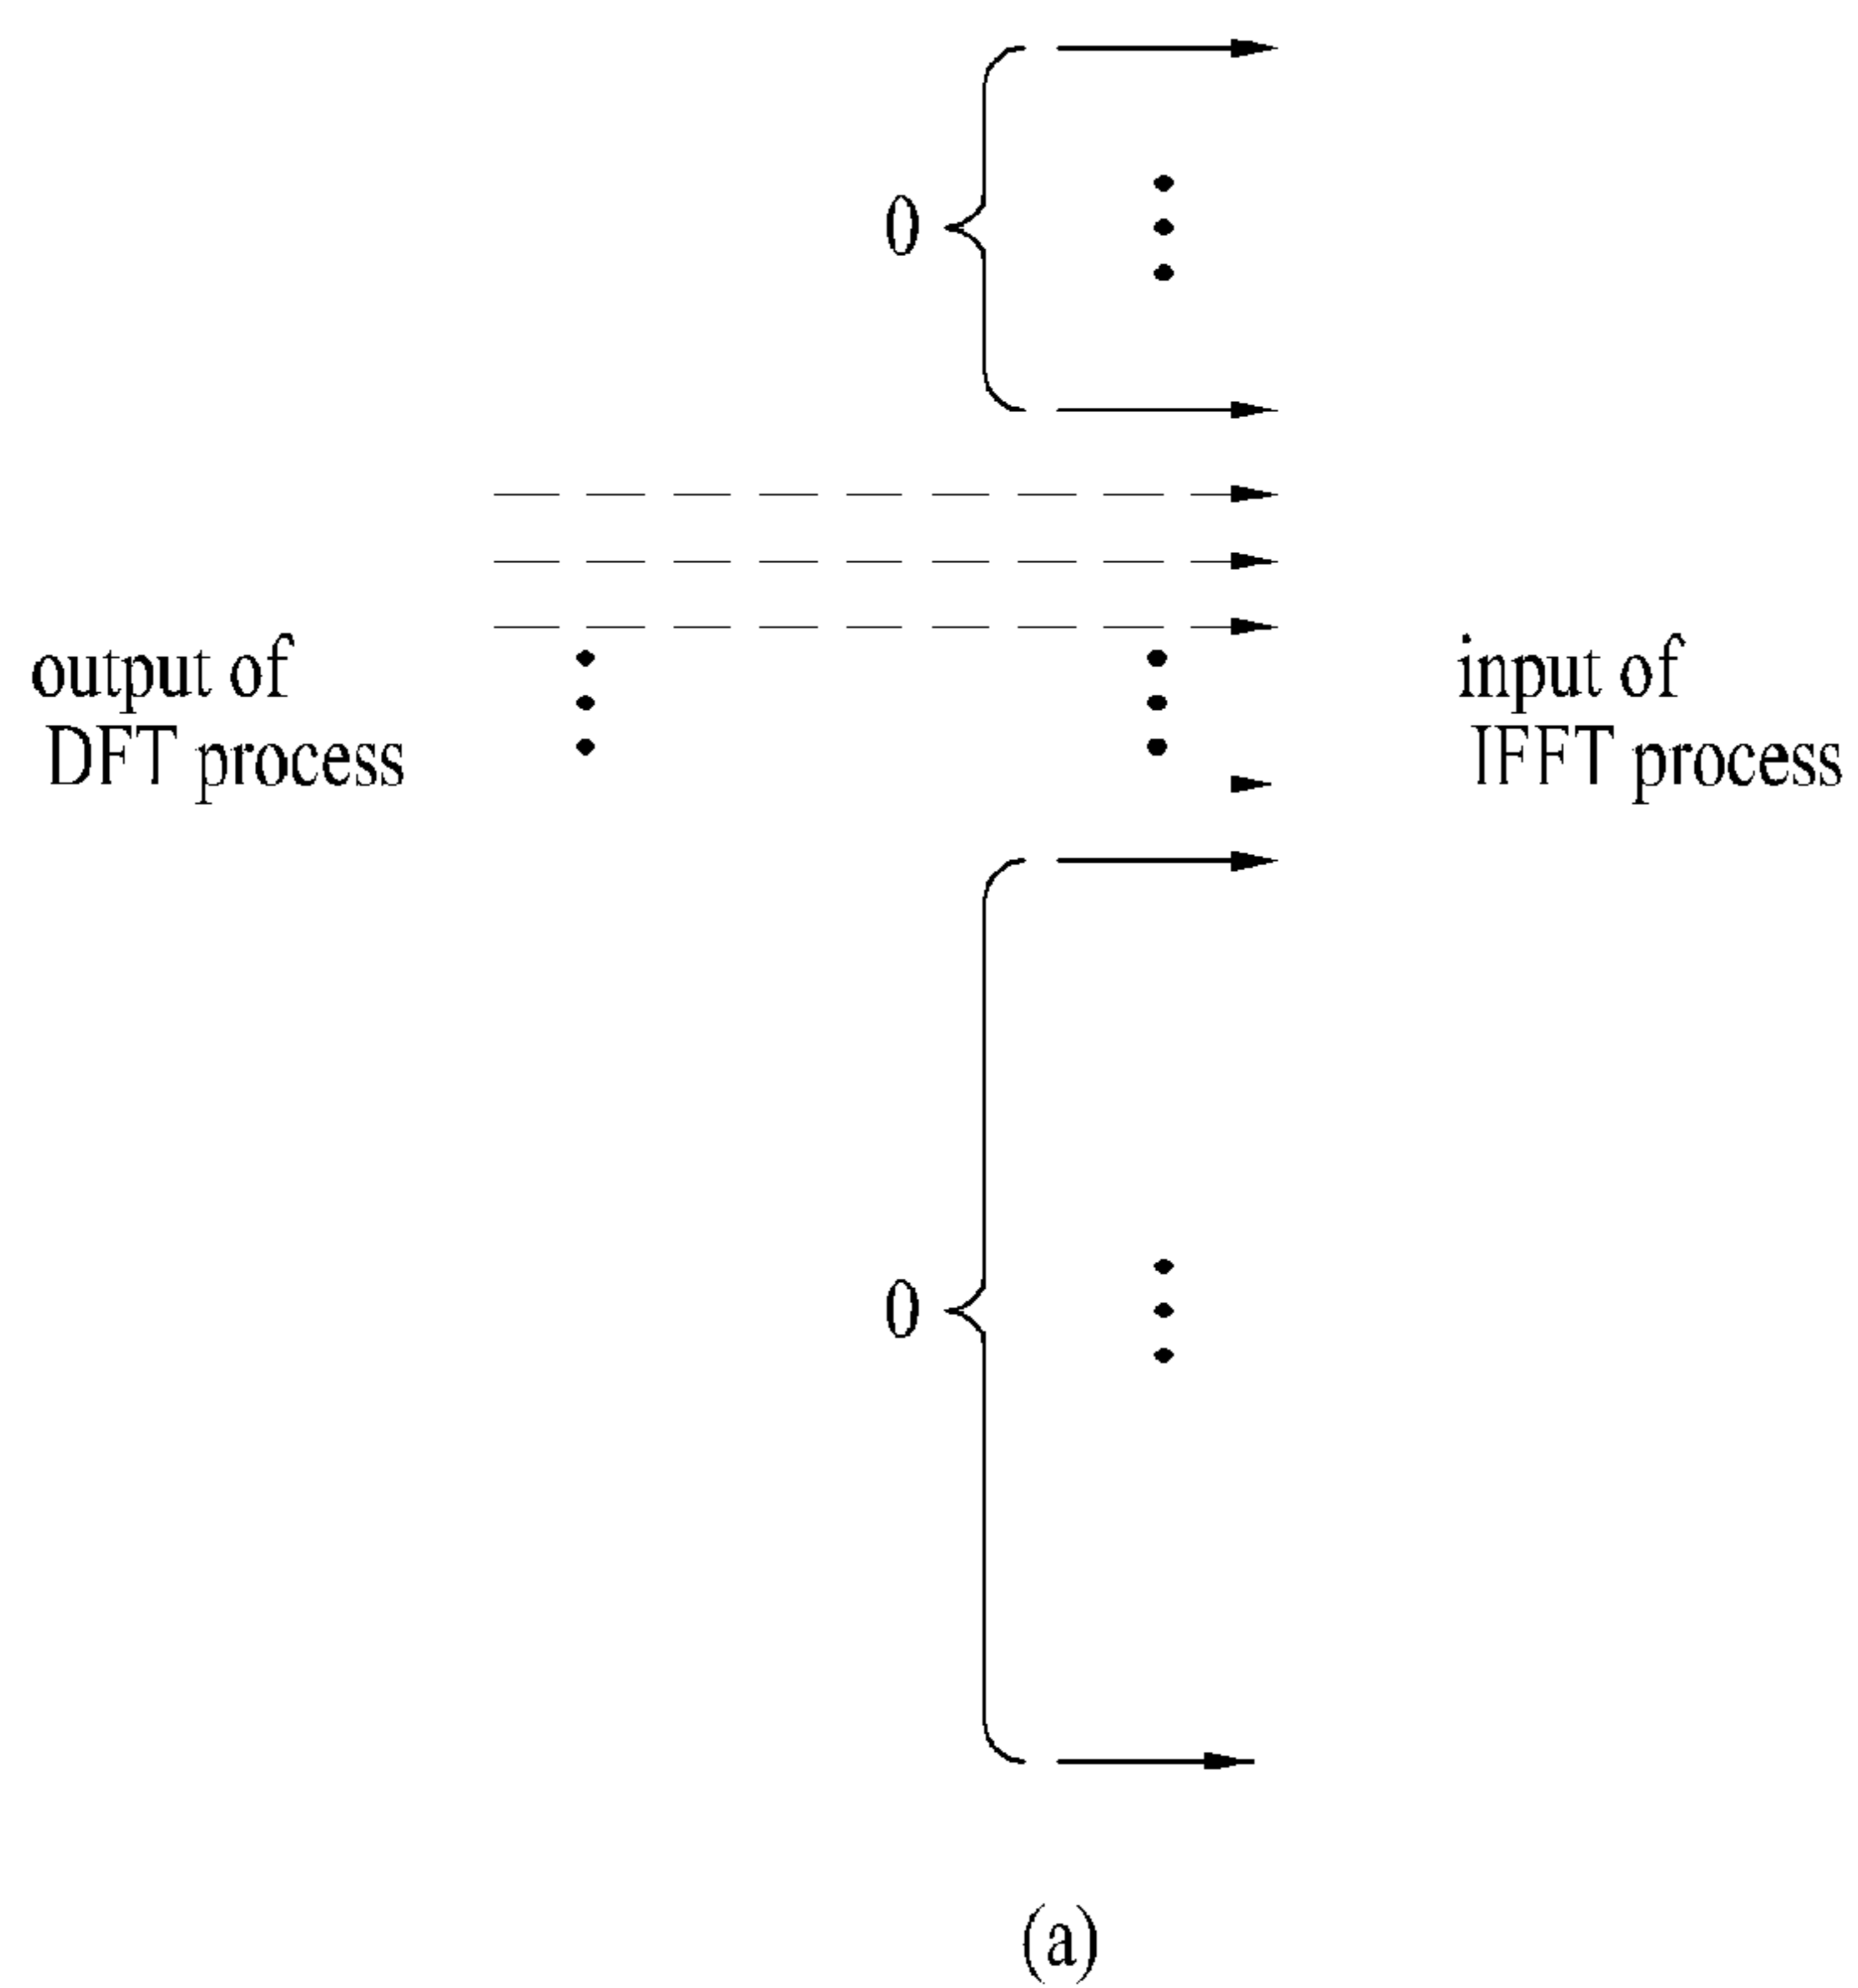 0
output of
DFT process
input of
IFFT process
0
(a)